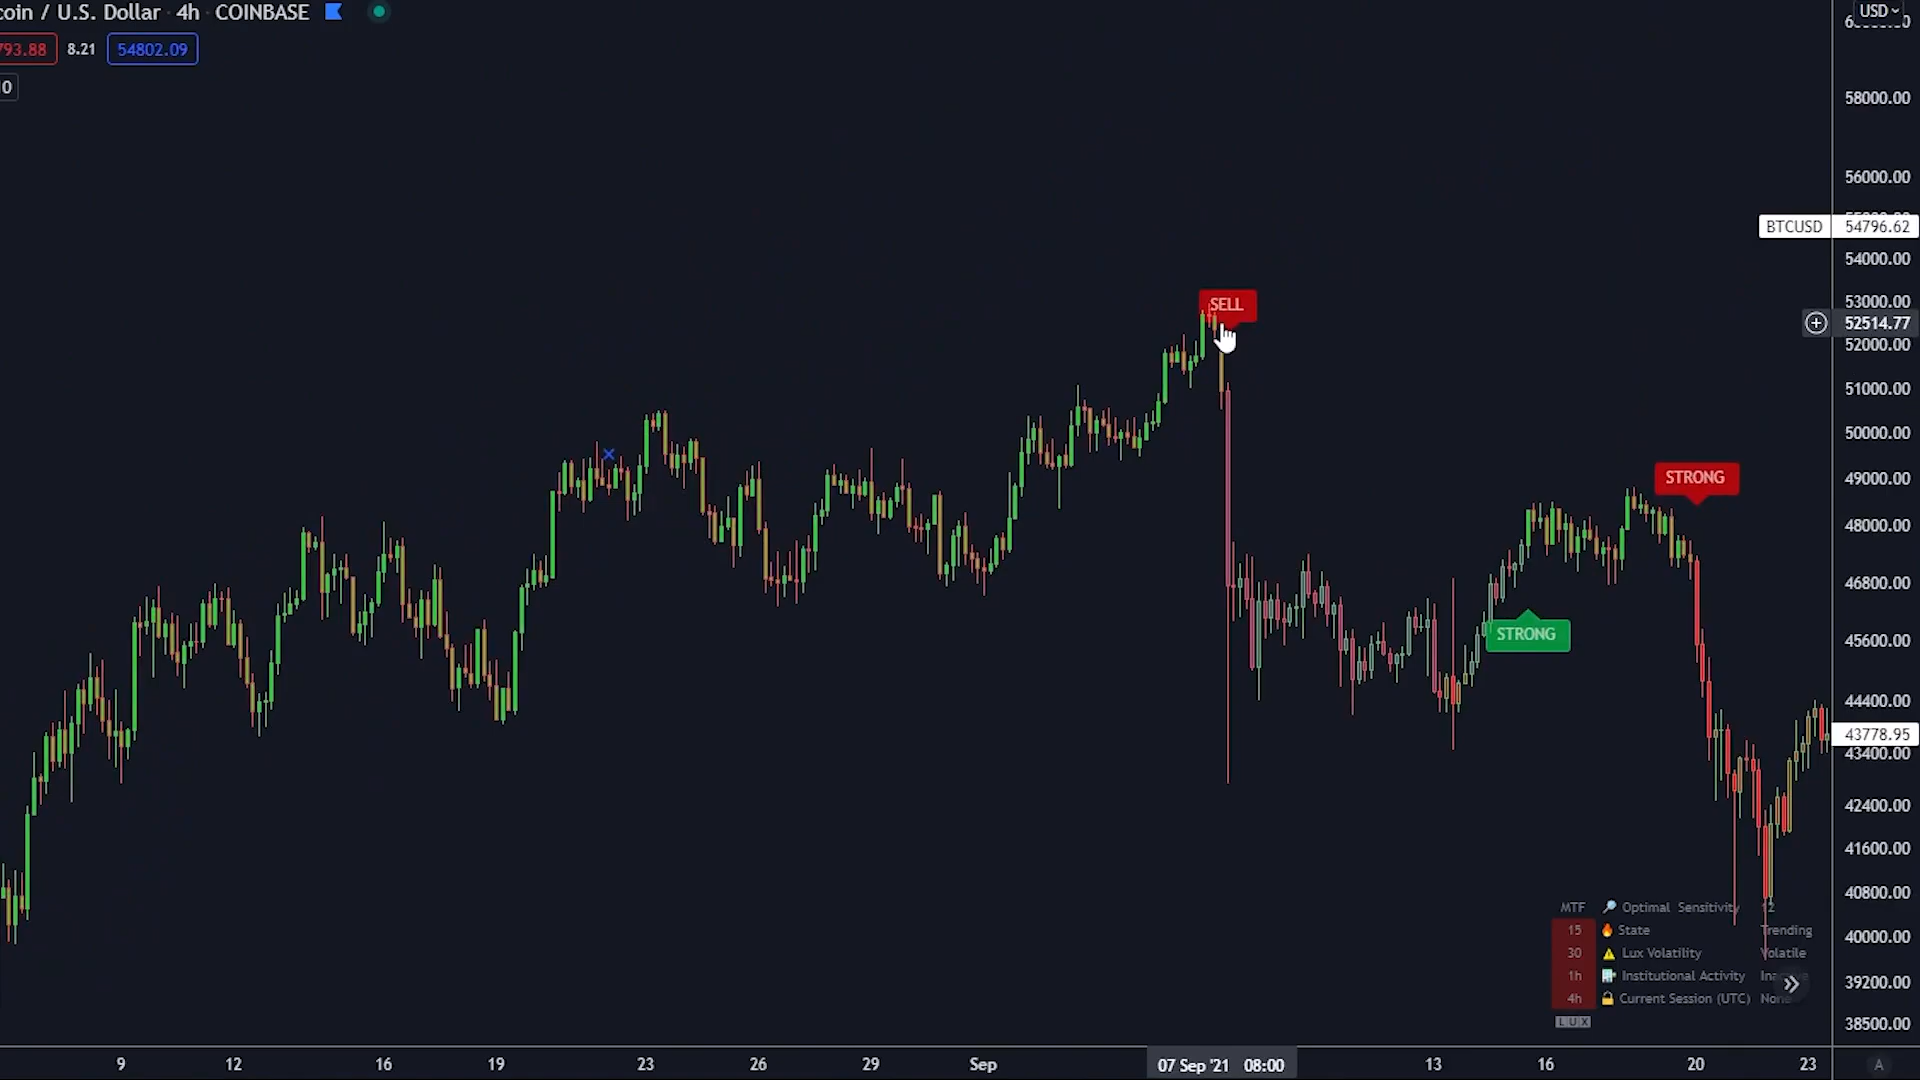 coin / U.S. Dollar · 4h · COINBASE
793.88 8.21 54802.09
USD
58000.00
56000.00
BTCUSD 54796.62
54000.00
53000.00
52514.77
52000.00
51000.00
50000.00
49000.00
48000.00
46800.00
45600.00
44400.00
43778.95
43400.00
42400.00
41600.00
40800.00
40000.00
39200.00
38500.00
SELL
STRONG
STRONG
MTF 🔎 Optimal Sensitivity 12
15 🔥 State Trending
30 ⚠ Lux Volatility Volatile
1h Institutional Activity
4h 🔒 Current Session (UTC) None
LUX
9 12 16 19 23 26 29 Sep 07 Sep '21 08:00 13 16 20 23 A